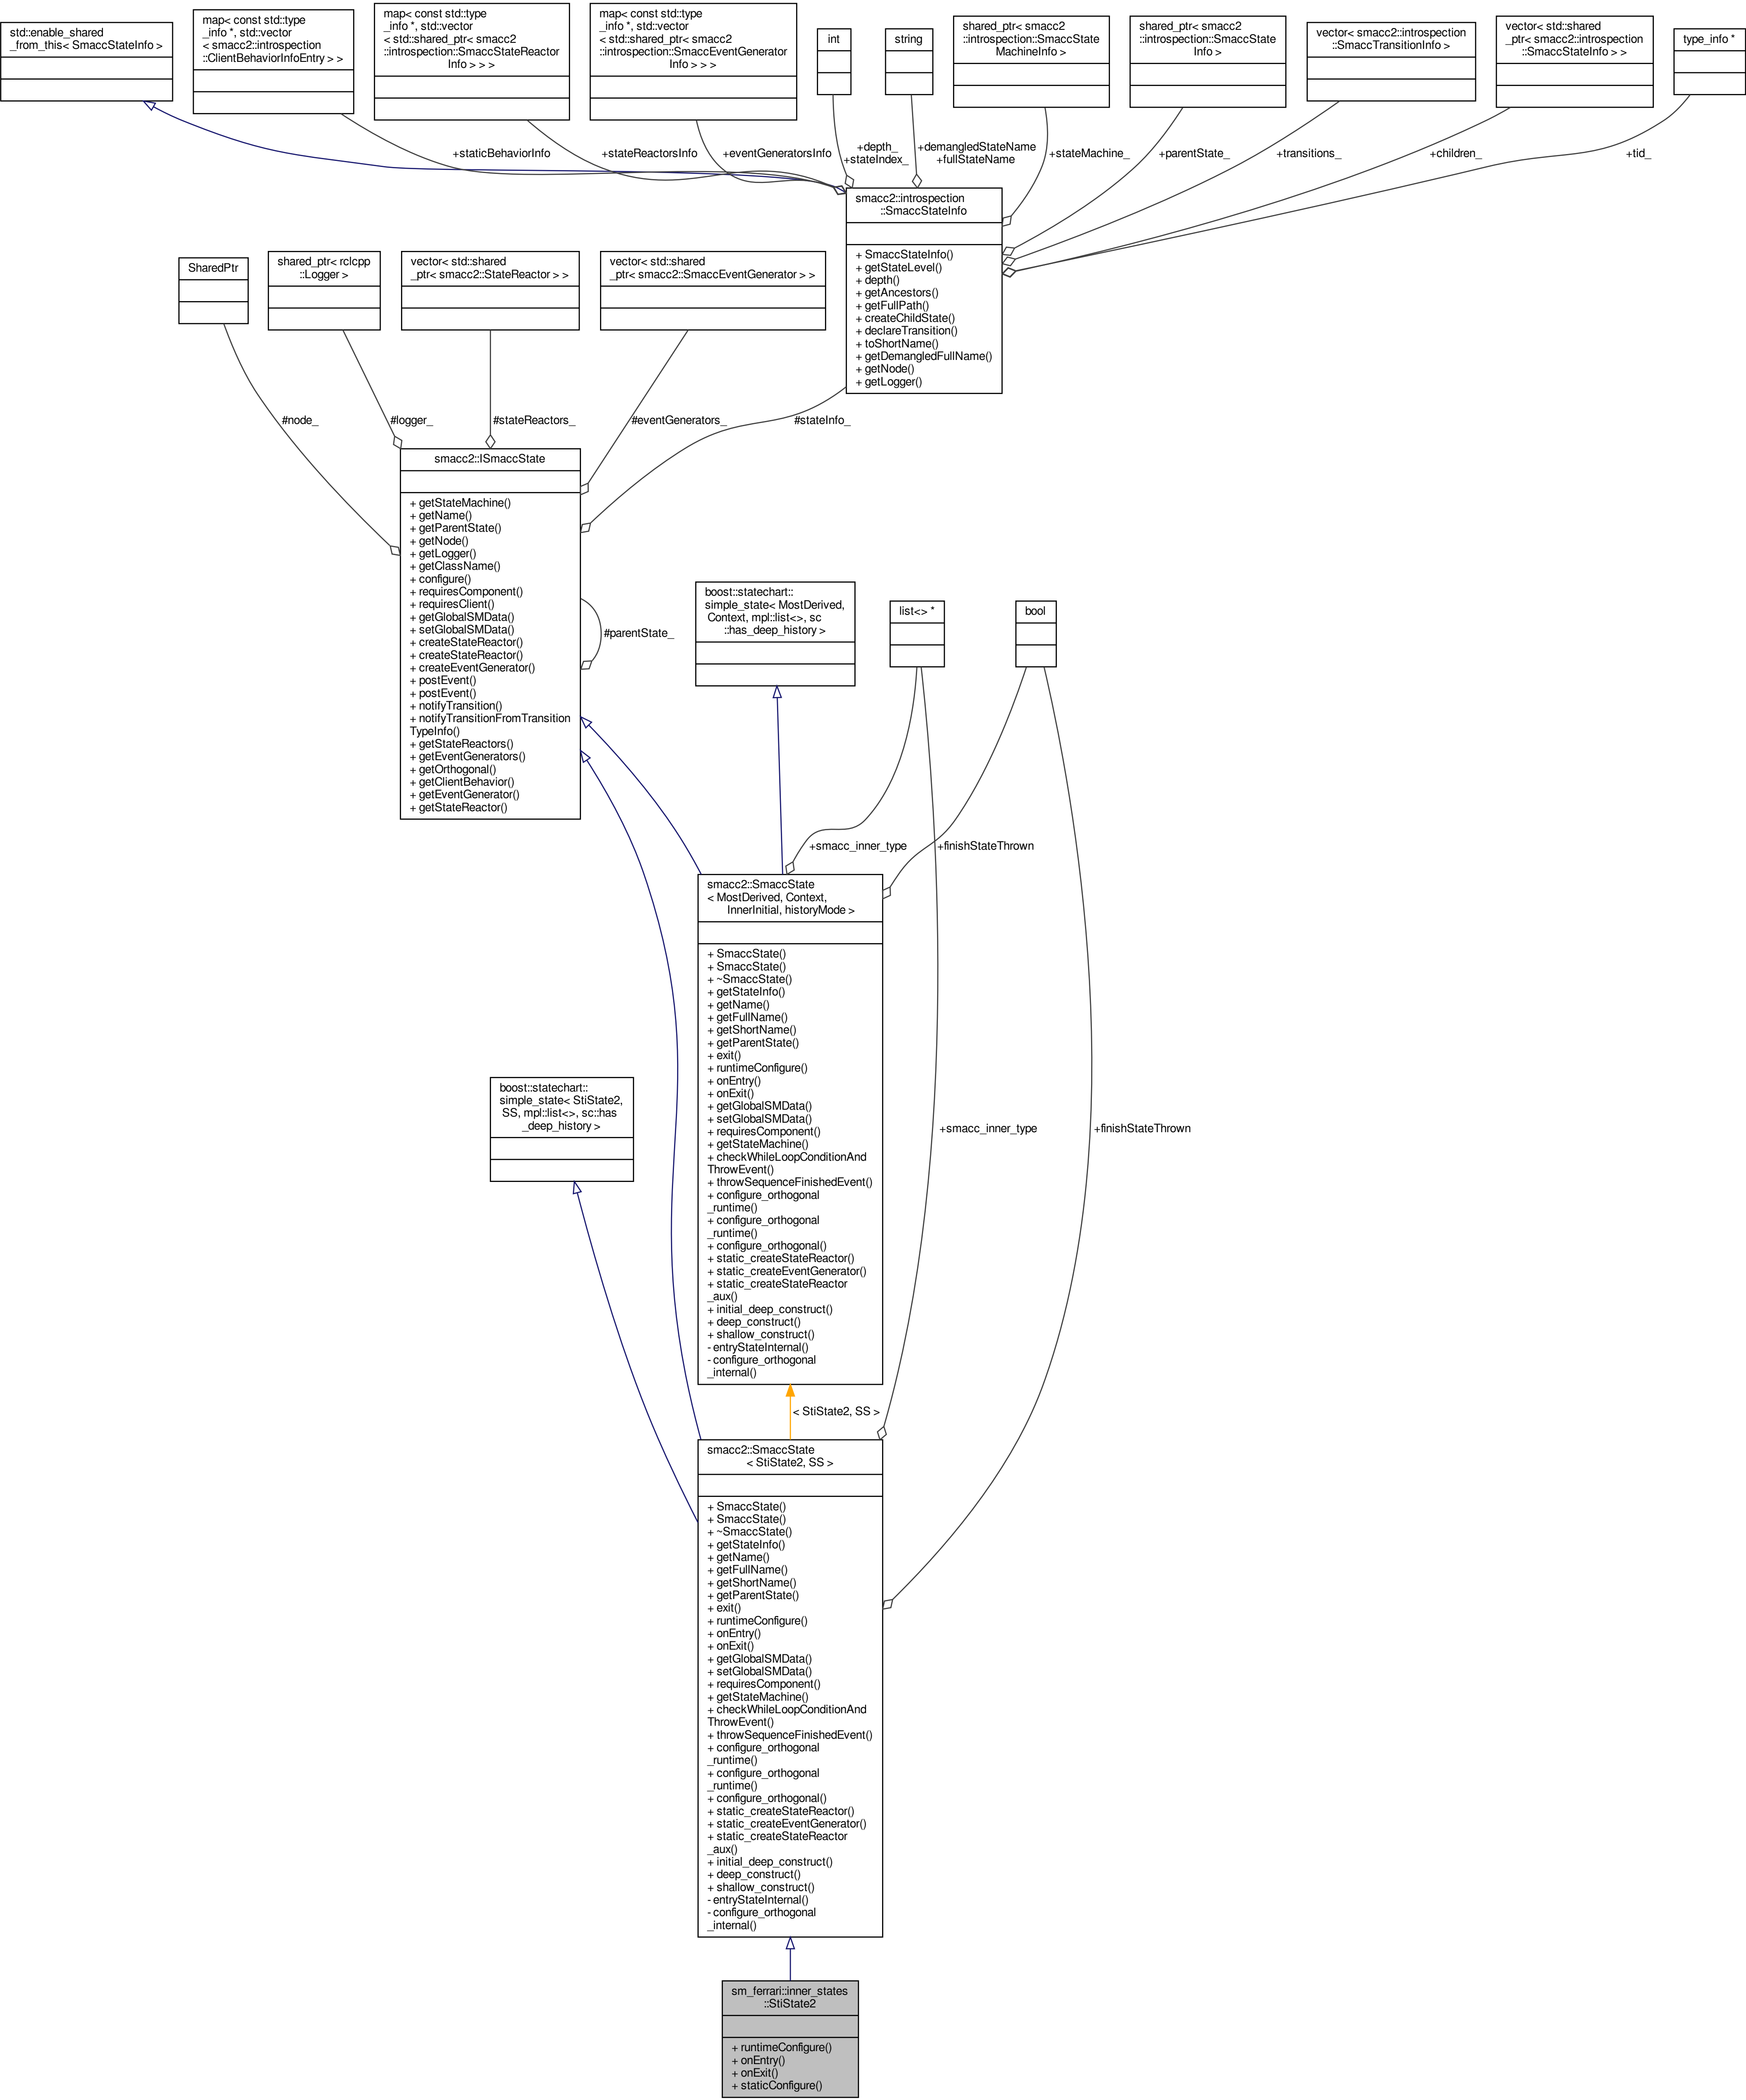 std::enable_shared
_from_this< SmaccStateInfo >
map< const std::type
_info *, std::vector
< smacc2::introspection
::ClientBehaviorInfoEntry > >
map< const std::type
_info *, std::vector
< std::shared_ptr< smacc2
::introspection::SmaccStateReactor
Info > > >
map< const std::type
_info *, std::vector
< std::shared_ptr< smacc2
::introspection::SmaccEventGenerator
Info > > >
int
string
shared_ptr< smacc2
::introspection::SmaccState
MachineInfo >
shared_ptr< smacc2
::introspection::SmaccState
Info >
vector< smacc2::introspection
::SmaccTransitionInfo >
vector< std::shared
_ptr< smacc2::introspection
::SmaccStateInfo > >
type_info *
+staticBehaviorInfo
+stateReactorsInfo
+eventGeneratorsInfo
+depth_
+stateIndex_
+demangledStateName
+fullStateName
+stateMachine_
+parentState_
+transitions_
+children_
+tid_
smacc2::introspection
::SmaccStateInfo
+ SmaccStateInfo()
+ getStateLevel()
+ depth()
+ getAncestors()
+ getFullPath()
+ createChildState()
+ declareTransition()
+ toShortName()
+ getDemangledFullName()
+ getNode()
+ getLogger()
SharedPtr
shared_ptr< rclcpp
::Logger >
vector< std::shared
_ptr< smacc2::StateReactor > >
vector< std::shared
_ptr< smacc2::SmaccEventGenerator > >
#node_
#logger_
#stateReactors_
#eventGenerators_
#stateInfo_
smacc2::ISmaccState
+ getStateMachine()
+ getName()
+ getParentState()
+ getNode()
+ getLogger()
+ getClassName()
+ configure()
+ requiresComponent()
+ requiresClient()
+ getGlobalSMData()
+ setGlobalSMData()
+ createStateReactor()
+ createStateReactor()
+ createEventGenerator()
+ postEvent()
+ postEvent()
+ notifyTransition()
+ notifyTransitionFromTransition
TypeInfo()
+ getStateReactors()
+ getEventGenerators()
+ getOrthogonal()
+ getClientBehavior()
+ getEventGenerator()
+ getStateReactor()
#parentState_
boost::statechart::
simple_state< MostDerived,
Context, mpl::list<>, sc
::has_deep_history >
list<> *
bool
+smacc_inner_type
+finishStateThrown
smacc2::SmaccState
< MostDerived, Context,
InnerInitial, historyMode >
+ SmaccState()
+ SmaccState()
+ ~SmaccState()
+ getStateInfo()
+ getName()
+ getFullName()
+ getShortName()
+ getParentState()
+ exit()
+ runtimeConfigure()
+ onEntry()
+ onExit()
+ getGlobalSMData()
+ setGlobalSMData()
+ requiresComponent()
+ getStateMachine()
+ checkWhileLoopConditionAnd
ThrowEvent()
+ throwSequenceFinishedEvent()
+ configure_orthogonal
_runtime()
+ configure_orthogonal
_runtime()
+ configure_orthogonal()
+ static_createStateReactor()
+ static_createEventGenerator()
+ static_createStateReactor
_aux()
+ initial_deep_construct()
+ deep_construct()
+ shallow_construct()
- entryStateInternal()
- configure_orthogonal
_internal()
boost::statechart::
simple_state< StiState2,
SS, mpl::list<>, sc::has
_deep_history >
+smacc_inner_type
+finishStateThrown
< StiState2, SS >
smacc2::SmaccState
< StiState2, SS >
+ SmaccState()
+ SmaccState()
+ ~SmaccState()
+ getStateInfo()
+ getName()
+ getFullName()
+ getShortName()
+ getParentState()
+ exit()
+ runtimeConfigure()
+ onEntry()
+ onExit()
+ getGlobalSMData()
+ setGlobalSMData()
+ requiresComponent()
+ getStateMachine()
+ checkWhileLoopConditionAnd
ThrowEvent()
+ throwSequenceFinishedEvent()
+ configure_orthogonal
_runtime()
+ configure_orthogonal
_runtime()
+ configure_orthogonal()
+ static_createStateReactor()
+ static_createEventGenerator()
+ static_createStateReactor
_aux()
+ initial_deep_construct()
+ deep_construct()
+ shallow_construct()
- entryStateInternal()
- configure_orthogonal
_internal()
sm_ferrari::inner_states
::StiState2
+ runtimeConfigure()
+ onEntry()
+ onExit()
+ staticConfigure()